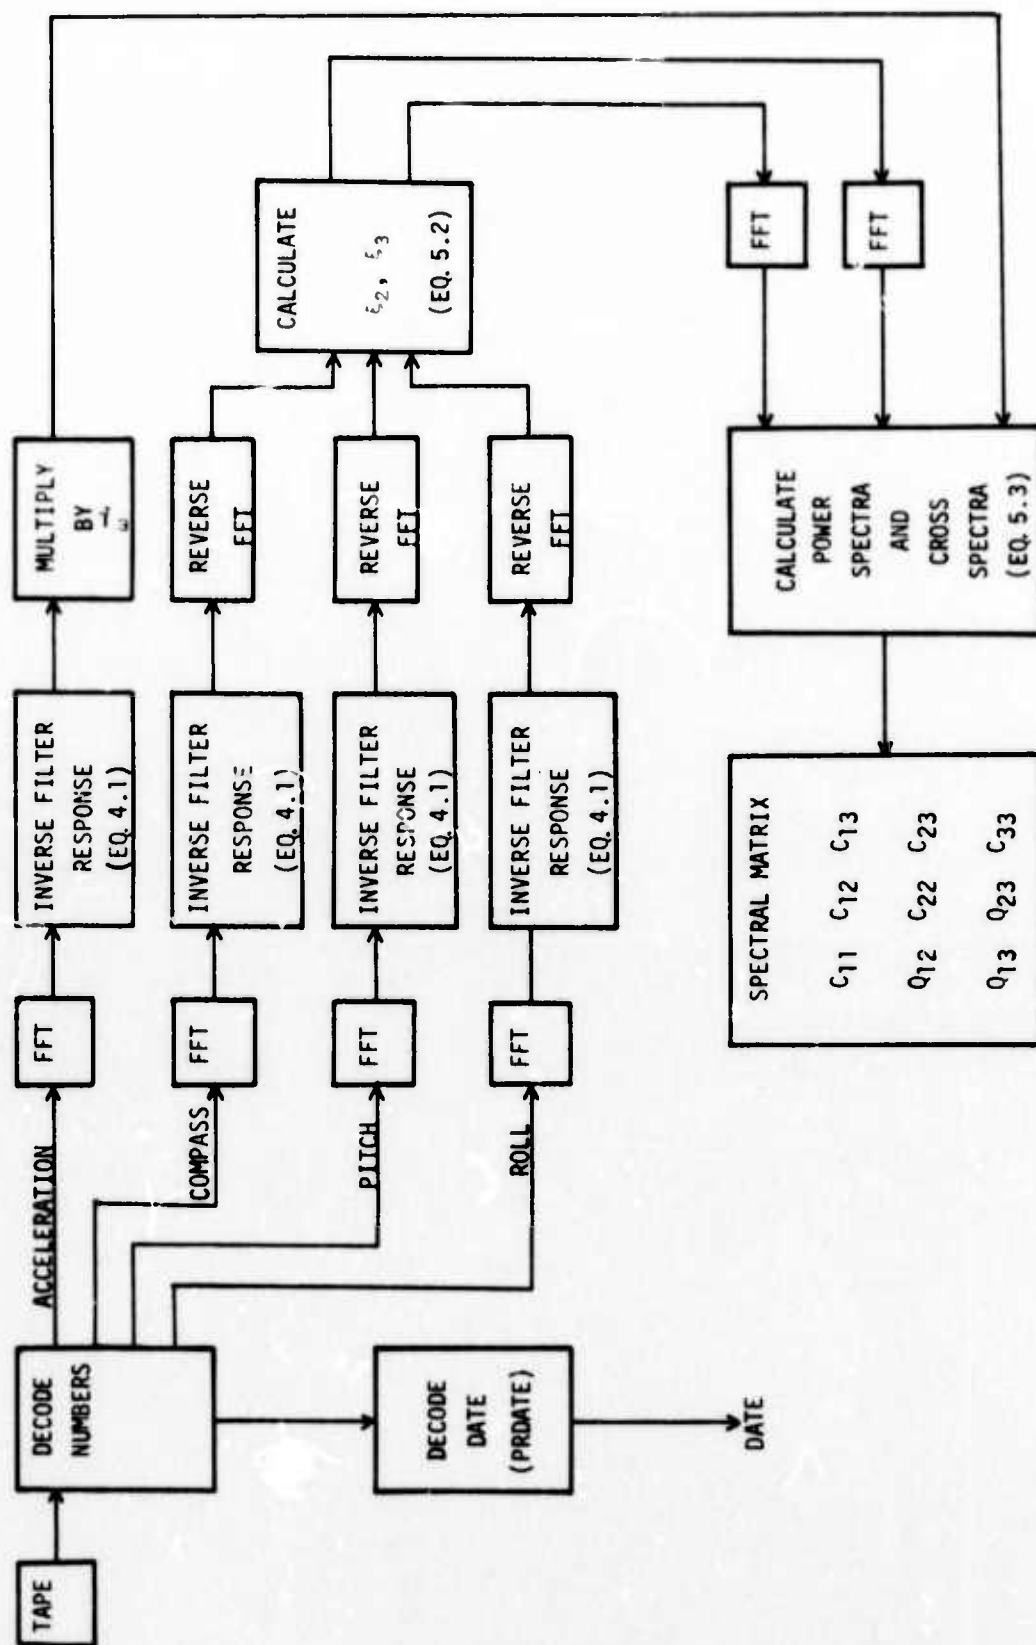 TAPE
DECODE
NUMBERS
ACCELERATION
COMPASS
PITCH
ROLL
DECODE
DATE
(PRDATE)
DATE
FFT
INVERSE FILTER
RESPONSE
(EQ. 4.1)
MULTIPLY
BY
FFT
INVERSE FILTER
RESPONSE
(EQ. 4.1)
REVERSE
FFT
FFT
INVERSE FILTER
RESPONSE
(EQ. 4.1)
REVERSE
FFT
FFT
INVERSE FILTER
RESPONSE
(EQ. 4.1)
REVERSE
FFT
CALCULATE
ξ2, ξ3
(EQ. 5.2)
FFT
FFT
CALCULATE
POWER
SPECTRA
AND
CROSS
SPECTRA
(EQ. 5.3)
SPECTRAL MATRIX
C11 C12 C13
Q12 C22 C23
Q13 Q23 C33